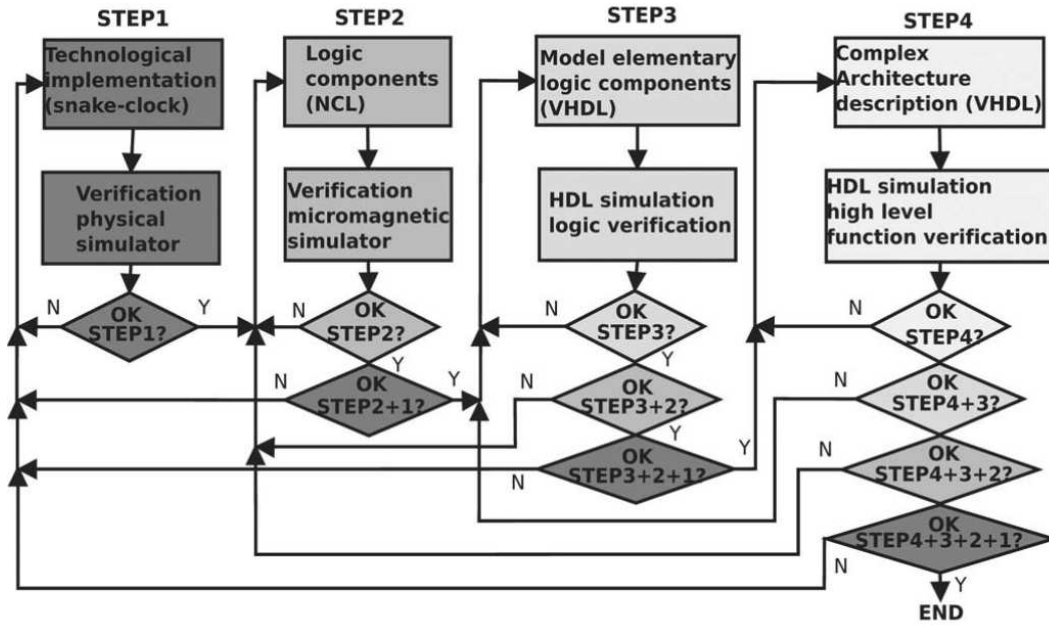 STEP1
STEP2
STEP3
STEP4
Technological
implementation
(snake-clock)
Logic
components
(NCL)
Model elementary
logic components
(VHDL)
Complex
Architecture
description (VHDL)
Verification
physical
simulator
Verification
micromagnetic
simulator
HDL simulation
logic verification
HDL simulation
high level
function verification
N
OK
STEP1?
Y
N
OK
STEP2?
Y
N
OK
STEP2+1?
Y
N
OK
STEP3?
Y
N
OK
STEP3+2?
Y
N
OK
STEP3+2+1?
Y
N
OK
STEP4?
N
OK
STEP4+3?
N
OK
STEP4+3+2?
N
OK
STEP4+3+2+1?
Y
END